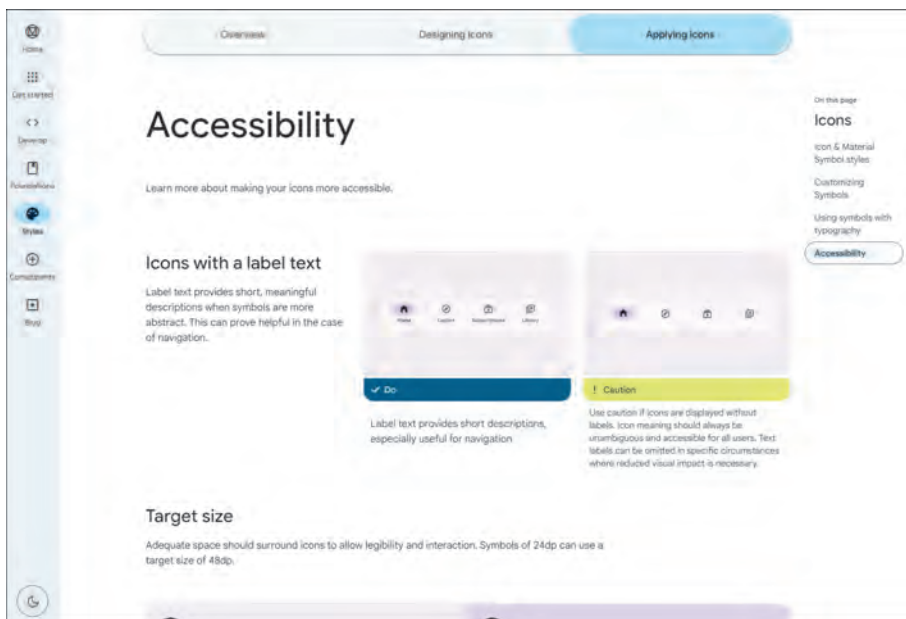 Home
Get started
Develop
Foundations
Styles
Components
Blog
Overview
Designing icons
Applying icons
Accessibility
Learn more about making your icons more accessible.
Icons with a label text
Label text provides short, meaningful
descriptions when symbols are more
abstract. This can prove helpful in the case
of navigation.
Home
Library
✓ Do
Label text provides short descriptions,
especially useful for navigation
! Caution
Use caution if icons are displayed without
labels. Icon meaning should always be
unambiguous and accessible for all users. Text
labels can be omitted in specific circumstances
where reduced visual impact is necessary.
Target size
Adequate space should surround icons to allow legibility and interaction. Symbols of 24dp can use a
target size of 48dp.
On this page
Icons
Icon & Material
Symbol styles
Customizing
Symbols
Using symbols with
typography
Accessibility